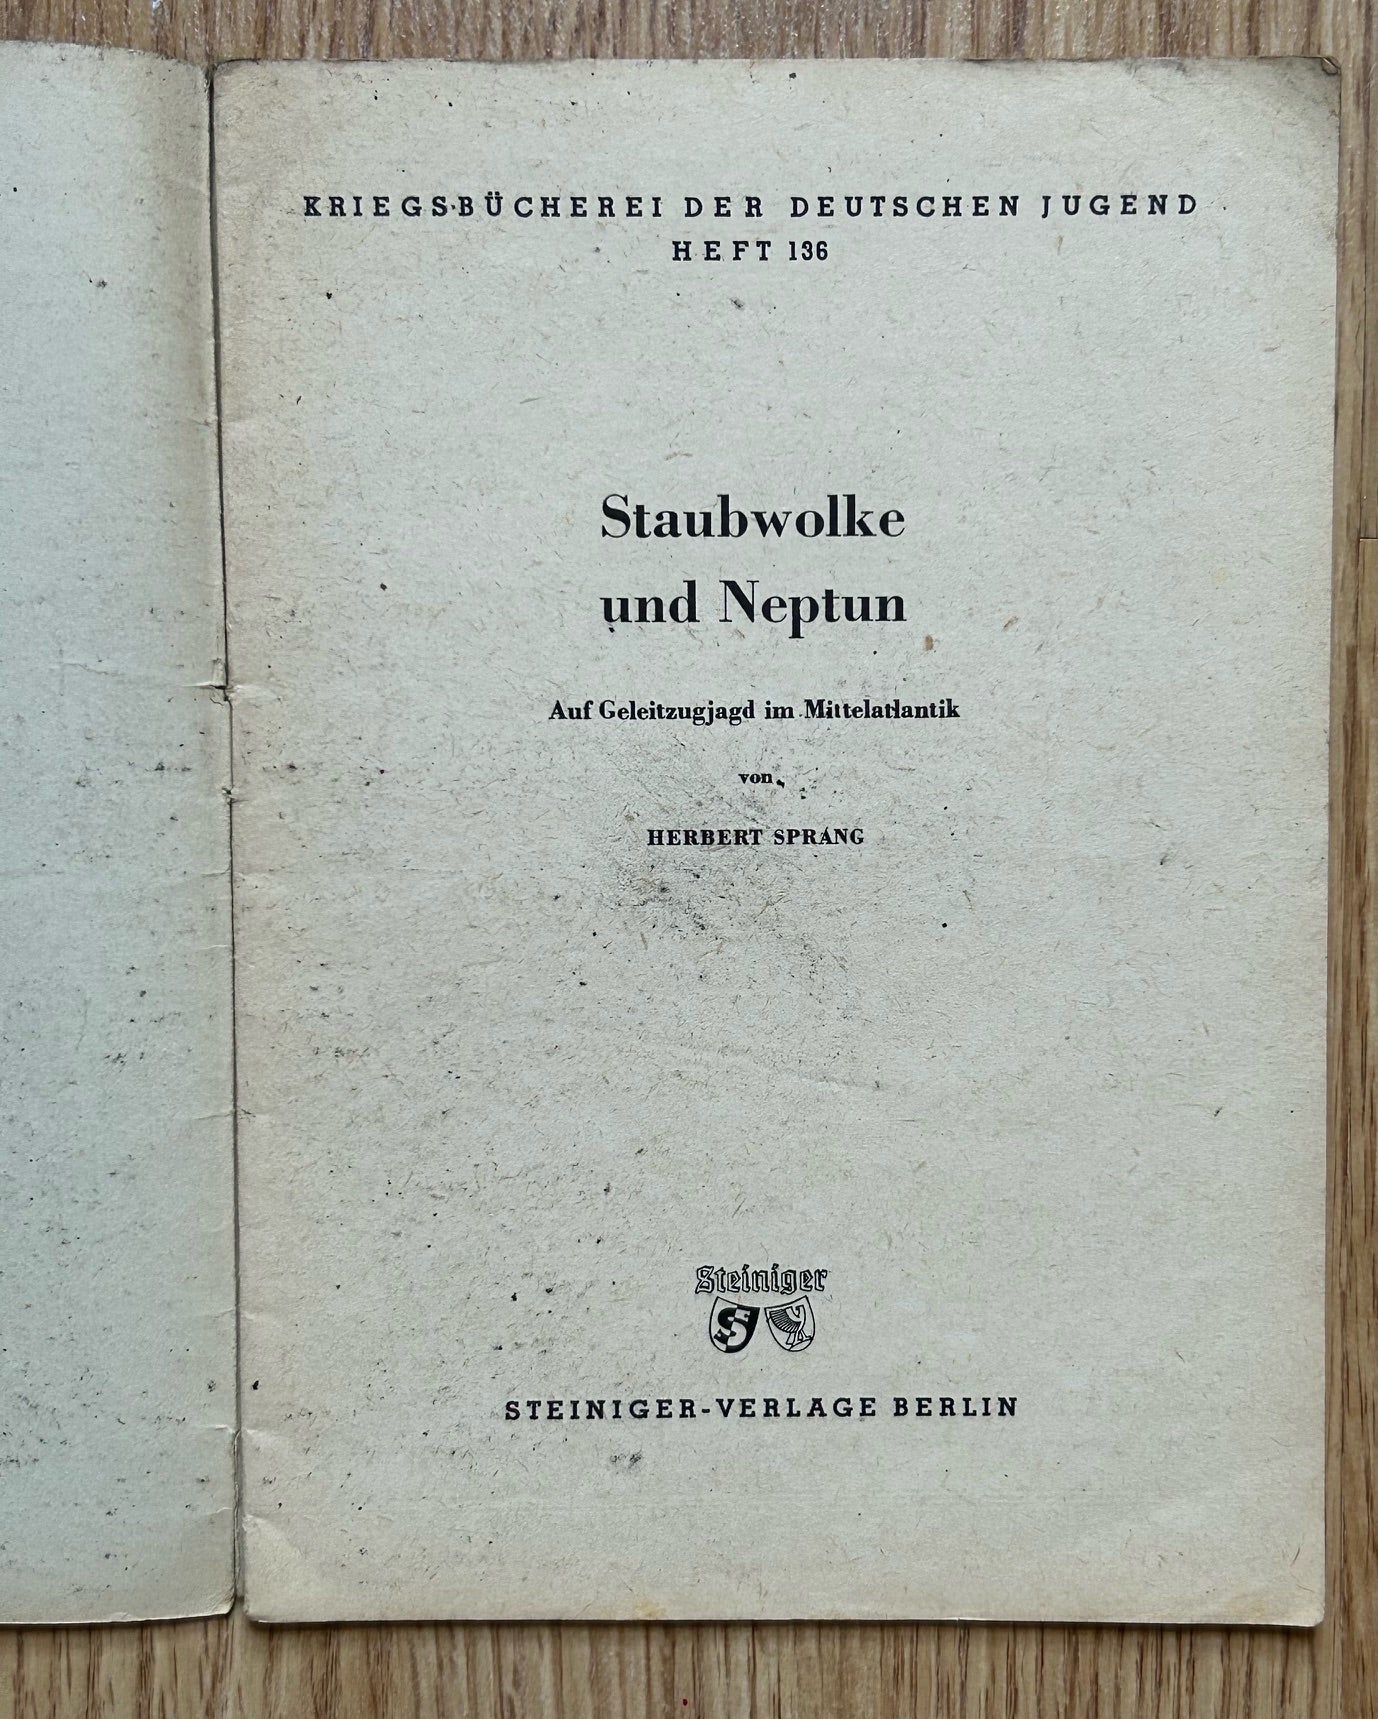 KRIEGSBÜCHEREI DER DEUTSCHEN JUGEND
HEFT 136
Staubwolke
und Neptun
Auf Geleitzugjagd im Mittelatlantik
von
HERBERT SPRANG
Steiniger
SE
STEINIGER-VERLAGE BERLIN